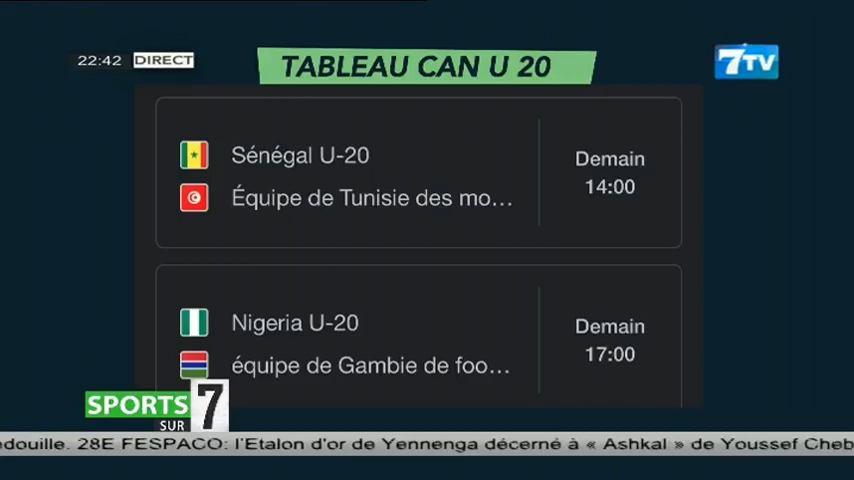 22:42 DIRECT
TABLEAU CAN U 20
7TV
Sénégal U-20
Équipe de Tunisie des mo...
Demain
14:00
Nigeria U-20
équipe de Gambie de foo...
Demain
17:00
SPORTS
SUR
7
edouille. 28E FESPACO: l'Etalon d'or de Yennenga décerné à « Ashkal » de Youssef Cheb